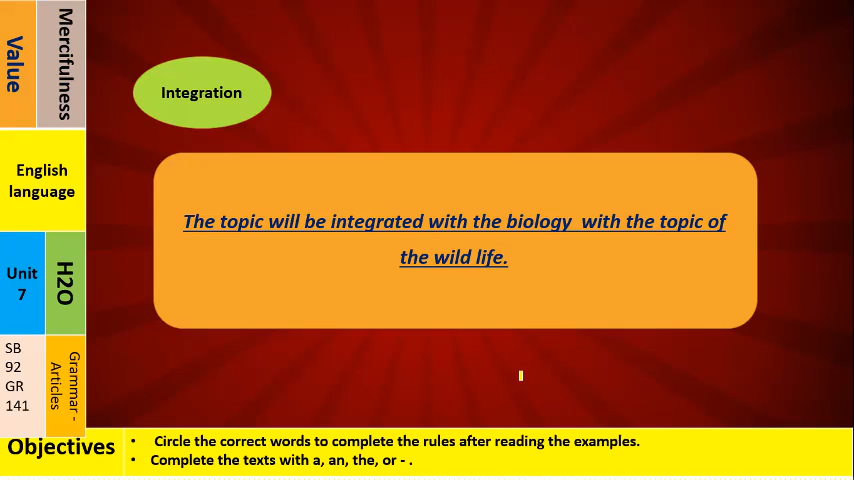 Value
Mercifulness
English
language
Unit
7
H2O
SB
92
GR
141
Grammar -
Articles
Integration
The topic will be integrated with the biology  with the topic of
the wild life.
Objectives
• Circle the correct words to complete the rules after reading the examples.
• Complete the texts with a, an, the, or - .